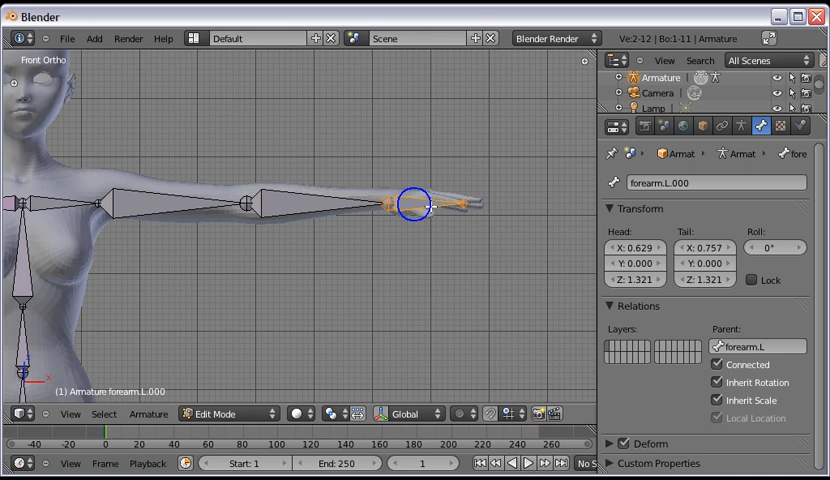 Blender
File Add Render Help Default Scene Blender Render Ve:2-12 | Bo:1-11 | Armature
Front Ortho
View Search All Scenes
Armature
Camera
Lamp
Armat Armat fore
forearm.L.000
Transform
Head: Tail: Roll:
X: 0.629 X: 0.757 0°
Y: 0.000 Y: 0.000
Z: 1.321 Z: 1.321 Lock
Relations
Layers: Parent:
forearm.L
Connected
Inherit Rotation
Inherit Scale
Local Location
Deform
Custom Properties
z
x
(1) Armature forearm.L.000
View Select Armature Edit Mode Global
-40 -20 0 20 40 60 80 100 120 140 160 180 200 220 240 260
View Frame Playback Start: 1 End: 250 1 No S